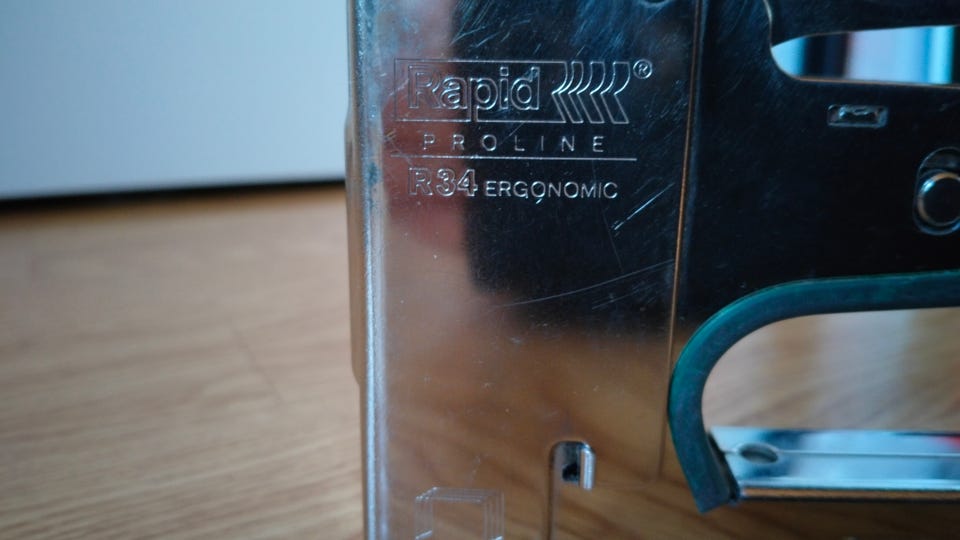 Rapid®
PROLINE
R34 ERGONOMIC